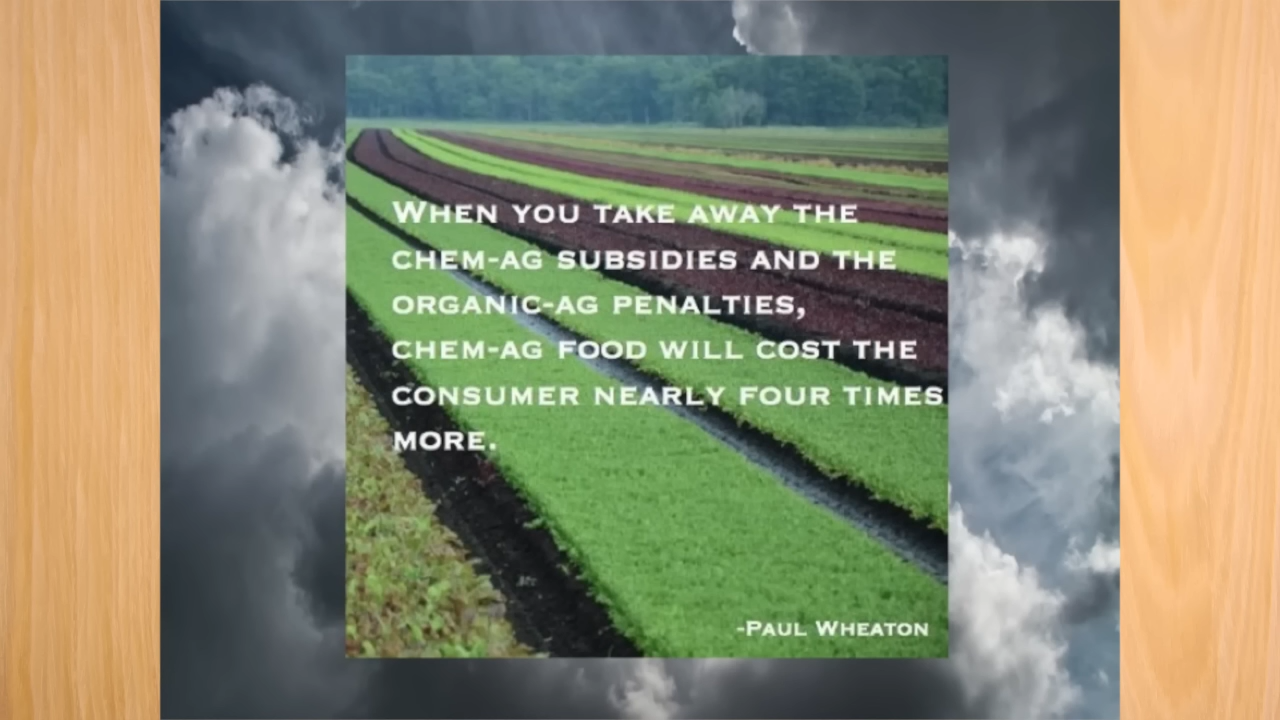 When you take away the
chem-ag subsidies and the
organic-ag penalties,
chem-ag food will cost the
consumer nearly four times
more.
-Paul Wheaton